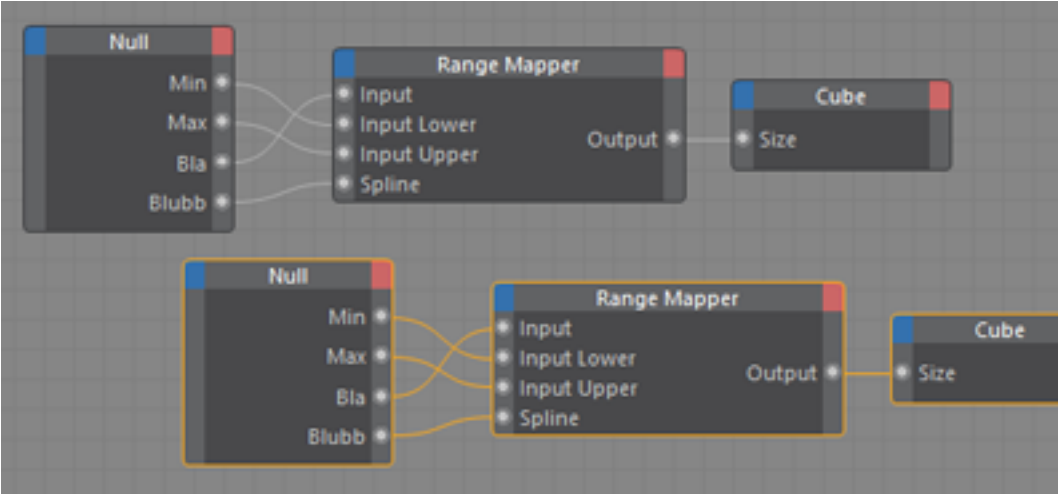 Null
Min
Max
Bla
Blubb
Range Mapper
Input
Input Lower
Input Upper
Spline
Output
Cube
Size
Null
Min
Max
Bla
Blubb
Range Mapper
Input
Input Lower
Input Upper
Spline
Output
Cube
Size